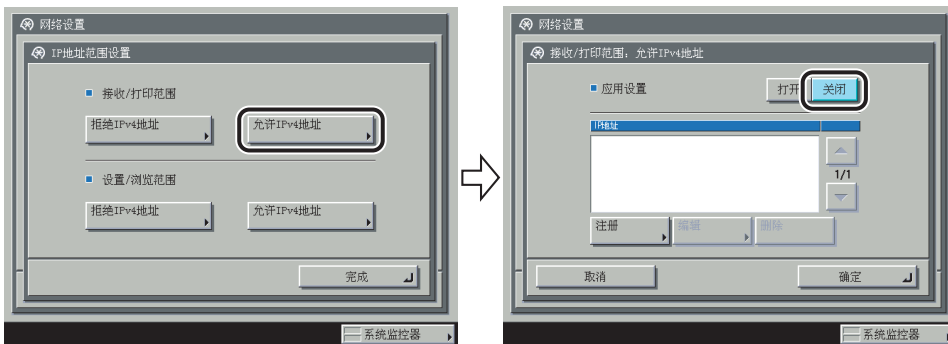 网络设置
IP地址范围设置
接收/打印范围
拒绝IPv4地址
允许IPv4地址
设置/浏览范围
拒绝IPv4地址
允许IPv4地址
完成
系统监控器
网络设置
接收/打印范围：允许IPv4地址
应用设置
打开
关闭
IP地址
1/1
注册
编辑
删除
取消
确定
系统监控器